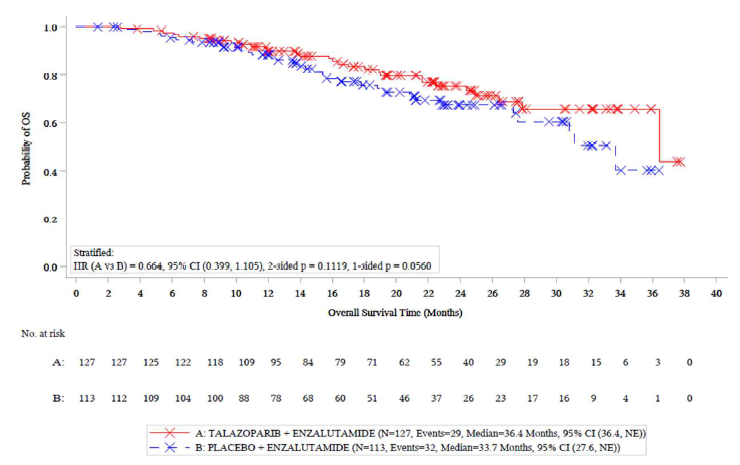 Probability of OS
1.0
0.8
0.6
0.4
0.2
0.0
Stratified:
HR (A vs B) = 0.664, 95% CI (0.399, 1.105), 2-sided p = 0.1119, 1-sided p = 0.0560
0 2 4 6 8 10 12 14 16 18 20 22 24 26 28 30 32 34 36 38 40
Overall Survival Time (Months)
No. at risk
A: 127 127 125 122 118 109 95 84 79 71 62 55 40 29 19 18 15 6 3 0
B: 113 112 109 104 100 88 78 68 60 51 46 37 26 23 17 16 9 4 1 0
A: TALAZOPARIB + ENZALUTAMIDE (N=127, Events=29, Median=36.4 Months, 95% CI (36.4, NE))
B: PLACEBO + ENZALUTAMIDE (N=113, Events=32, Median=33.7 Months, 95% CI (27.6, NE))